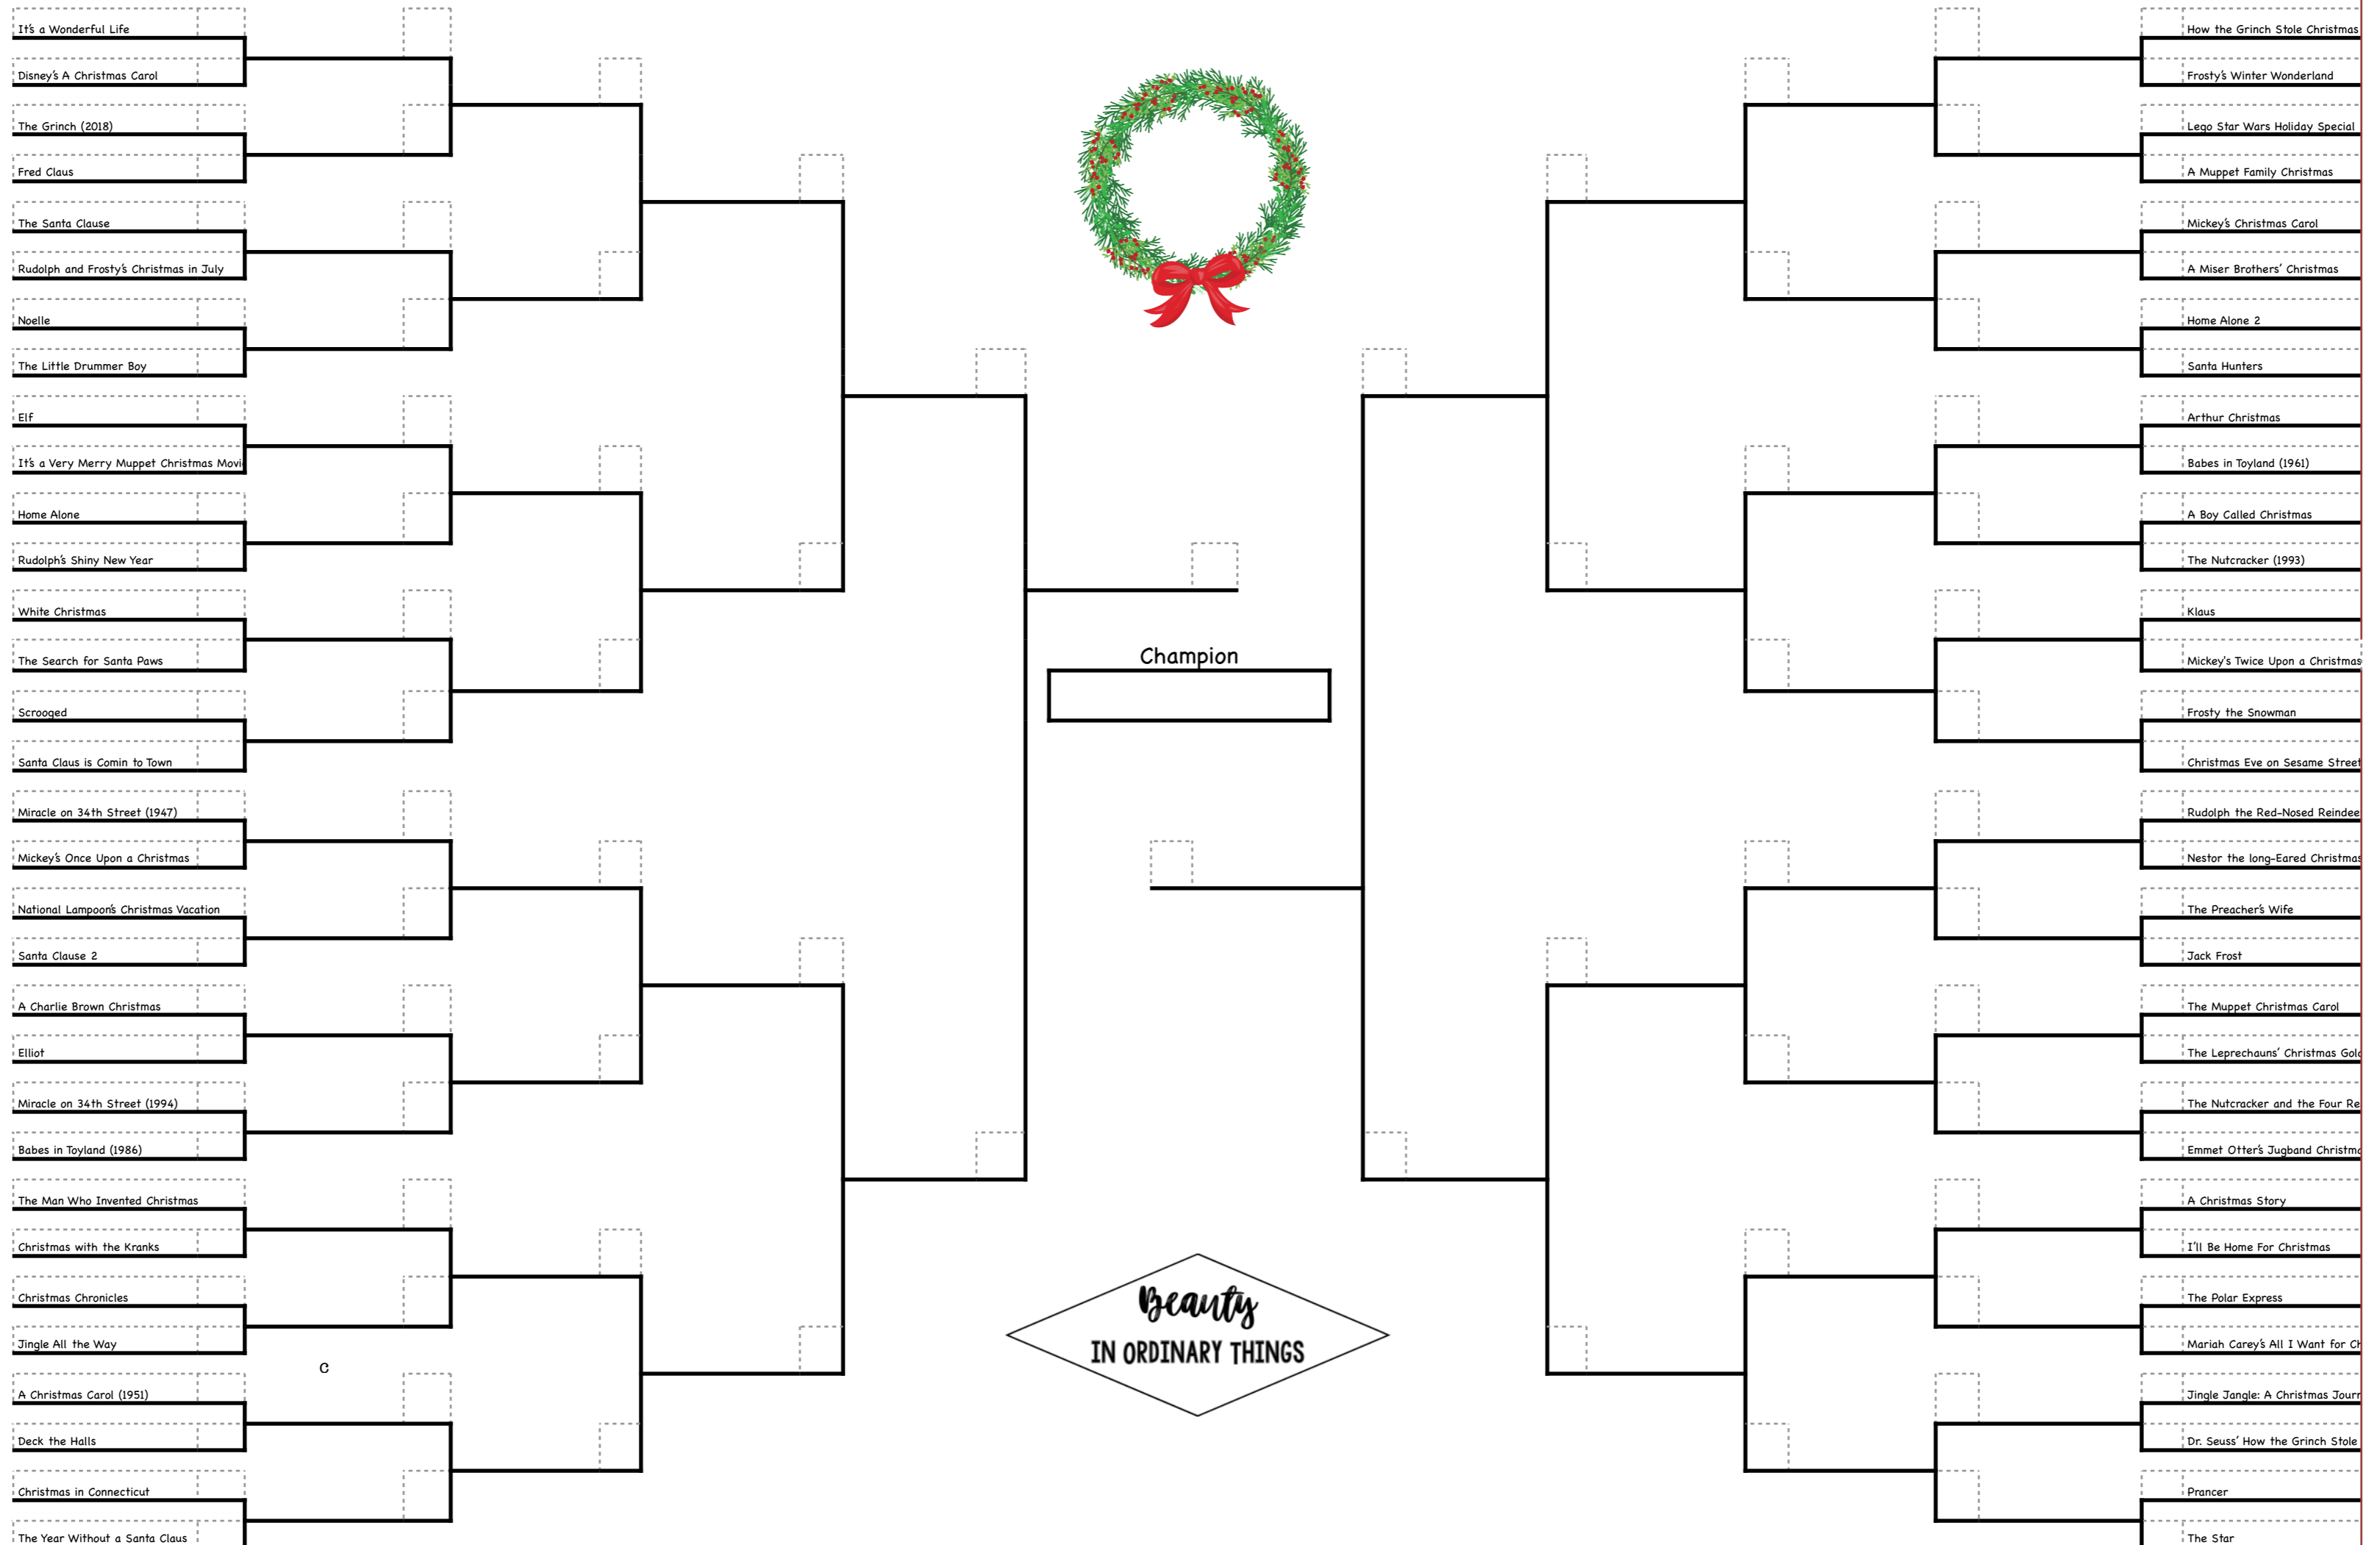 It's a Wonderful Life
Disney's A Christmas Carol
The Grinch (2018)
Fred Claus
The Santa Clause
Rudolph and Frosty's Christmas in July
Noelle
The Little Drummer Boy
Elf
It's a Very Merry Muppet Christmas Movi
Home Alone
Rudolph's Shiny New Year
White Christmas
The Search for Santa Paws
Scrooged
Santa Claus is Comin to Town
Miracle on 34th Street (1947)
Mickey's Once Upon a Christmas
National Lampoon's Christmas Vacation
Santa Clause 2
A Charlie Brown Christmas
Elliot
Miracle on 34th Street (1994)
Babes in Toyland (1986)
The Man Who Invented Christmas
Christmas with the Kranks
Christmas Chronicles
Jingle All the Way
C
A Christmas Carol (1951)
Deck the Halls
Christmas in Connecticut
The Year Without a Santa Claus
Champion
Beauty
IN ORDINARY THINGS
How the Grinch Stole Christmas
Frosty's Winter Wonderland
Lego Star Wars Holiday Special
A Muppet Family Christmas
Mickey's Christmas Carol
A Miser Brothers' Christmas
Home Alone 2
Santa Hunters
Arthur Christmas
Babes in Toyland (1961)
A Boy Called Christmas
The Nutcracker (1993)
Klaus
Mickey's Twice Upon a Christmas
Frosty the Snowman
Christmas Eve on Sesame Street
Rudolph the Red-Nosed Reindee
Nestor the long-Eared Christmas
The Preacher's Wife
Jack Frost
The Muppet Christmas Carol
The Leprechauns' Christmas Gol
The Nutcracker and the Four Re
Emmet Otter's Jugband Christm
A Christmas Story
I'll Be Home For Christmas
The Polar Express
Mariah Carey's All I Want for Ch
Jingle Jangle: A Christmas Jour
Dr. Seuss' How the Grinch Stole
Prancer
The Star